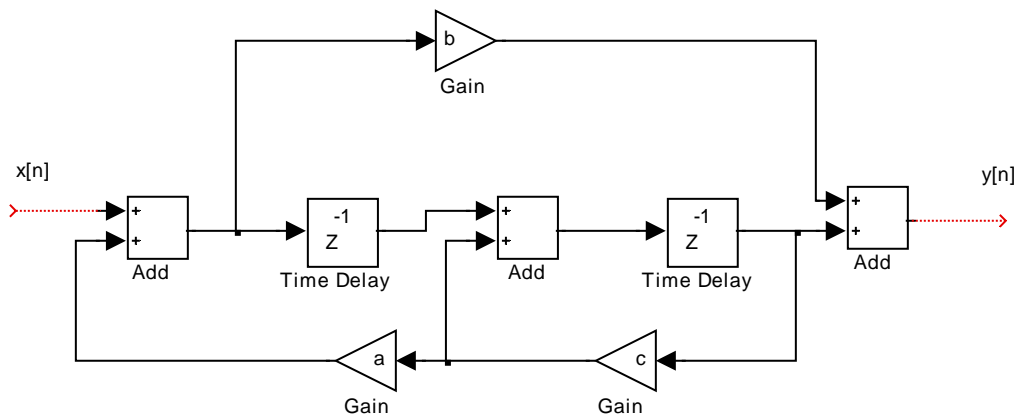 b
Gain
x[n]
y[n]
+
+
Add
-1
Z
Time Delay
+
+
Add
-1
Z
Time Delay
+
+
Add
a
Gain
c
Gain